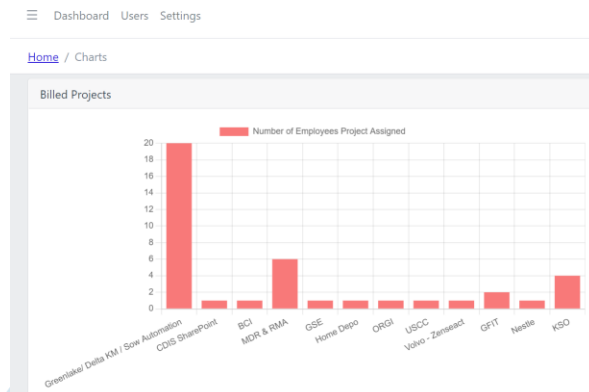 ☰ Dashboard Users Settings
Home / Charts
Billed Projects
Number of Employees Project Assigned
20
18
16
14
12
10
8
6
4
2
0
Greenlake/ Delta KM / Sow Automation
CDIS SharePoint
BCI
MDR & RMA
GSE
Home Depo
ORGI
USCC
Volvo - Zenseact
GFIT
Nestle
KSO